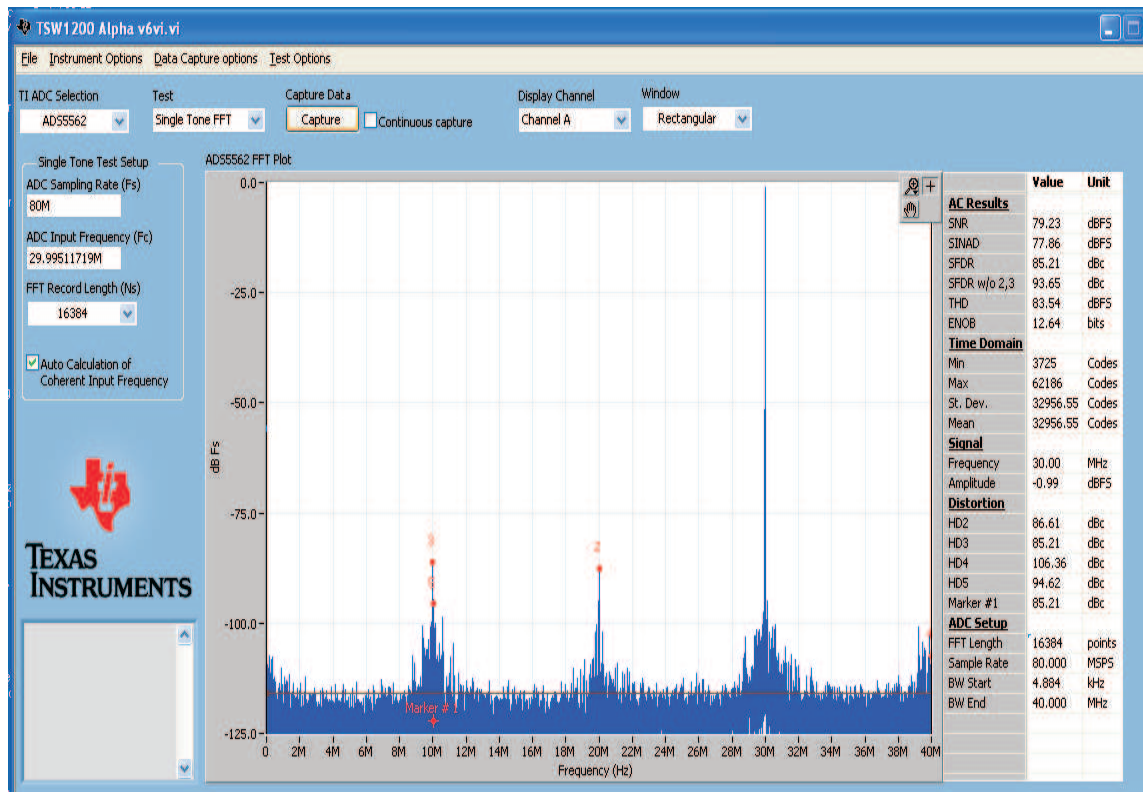 TSW1200 Alpha v6vi.vi
File Instrument Options Data Capture options Test Options
TI ADC Selection
ADS5562
Test
Single Tone FFT
Capture Data
Capture
Continuous capture
Display Channel
Channel A
Window
Rectangular
Single Tone Test Setup
ADC Sampling Rate (Fs)
80M
ADC Input Frequency (Fc)
29.99511719M
FFT Record Length (Ns)
16384
Auto Calculation of
Coherent Input Frequency
TEXAS
INSTRUMENTS
ADS5562 FFT Plot
dB Fs
0.0
-25.0
-50.0
-75.0
-100.0
-125.0
3
2
Marker # 1
0 2M 4M 6M 8M 10M 12M 14M 16M 18M 20M 22M 24M 26M 28M 30M 32M 34M 36M 38M 40M
Frequency (Hz)
Value Unit
AC Results
SNR 79.23 dBFS
SINAD 77.86 dBFS
SFDR 85.21 dBc
SFDR w/o 2,3 93.65 dBc
THD 83.54 dBFS
ENOB 12.64 bits
Time Domain
Min 3725 Codes
Max 62186 Codes
St. Dev. 32956.55 Codes
Mean 32956.55 Codes
Signal
Frequency 30.00 MHz
Amplitude -0.99 dBFS
Distortion
HD2 86.61 dBc
HD3 85.21 dBc
HD4 106.36 dBc
HD5 94.62 dBc
Marker #1 85.21 dBc
ADC Setup
FFT Length 16384 points
Sample Rate 80.000 MSPS
BW Start 4.884 kHz
BW End 40.000 MHz